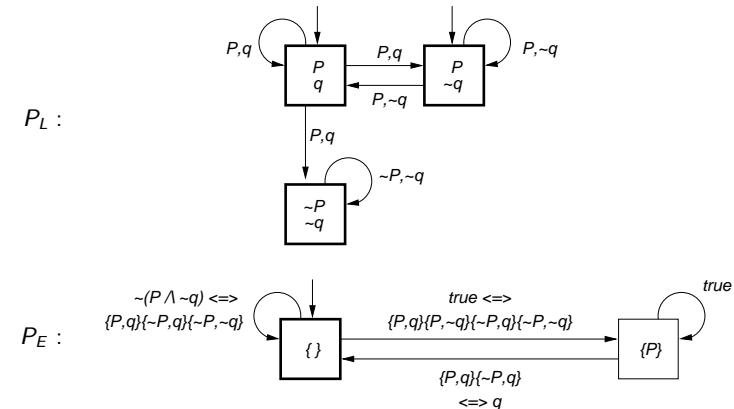 P,q
P,q
P,~q
P
q
P
~q
P,~q
P_L :
P,q
~P,~q
~P
~q
~(P /\ ~q) <=>
{P,q}{~P,q}{~P,~q}
true <=>
{P,q}{P,~q}{~P,q}{~P,~q}
true
P_E :
{ }
{P}
{P,q}{~P,q}
<=> q